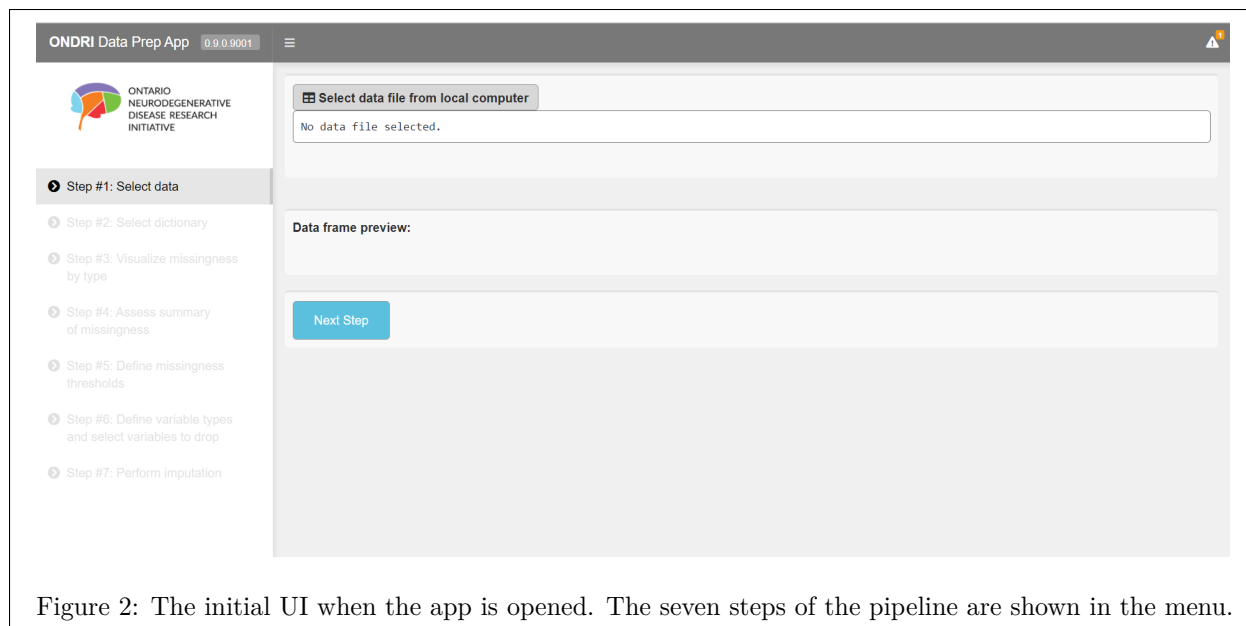 ONDRI Data Prep App 0.9.0.9001
1
ONTARIO
NEURODEGENERATIVE
DISEASE RESEARCH
INITIATIVE
Step #1: Select data
Step #2: Select dictionary
Step #3: Visualize missingness
by type
Step #4: Assess summary
of missingness
Step #5: Define missingness
thresholds
Step #6: Define variable types
and select variables to drop
Step #7: Perform imputation
Select data file from local computer
No data file selected.
Data frame preview:
Next Step
Figure 2: The initial UI when the app is opened. The seven steps of the pipeline are shown in the menu.